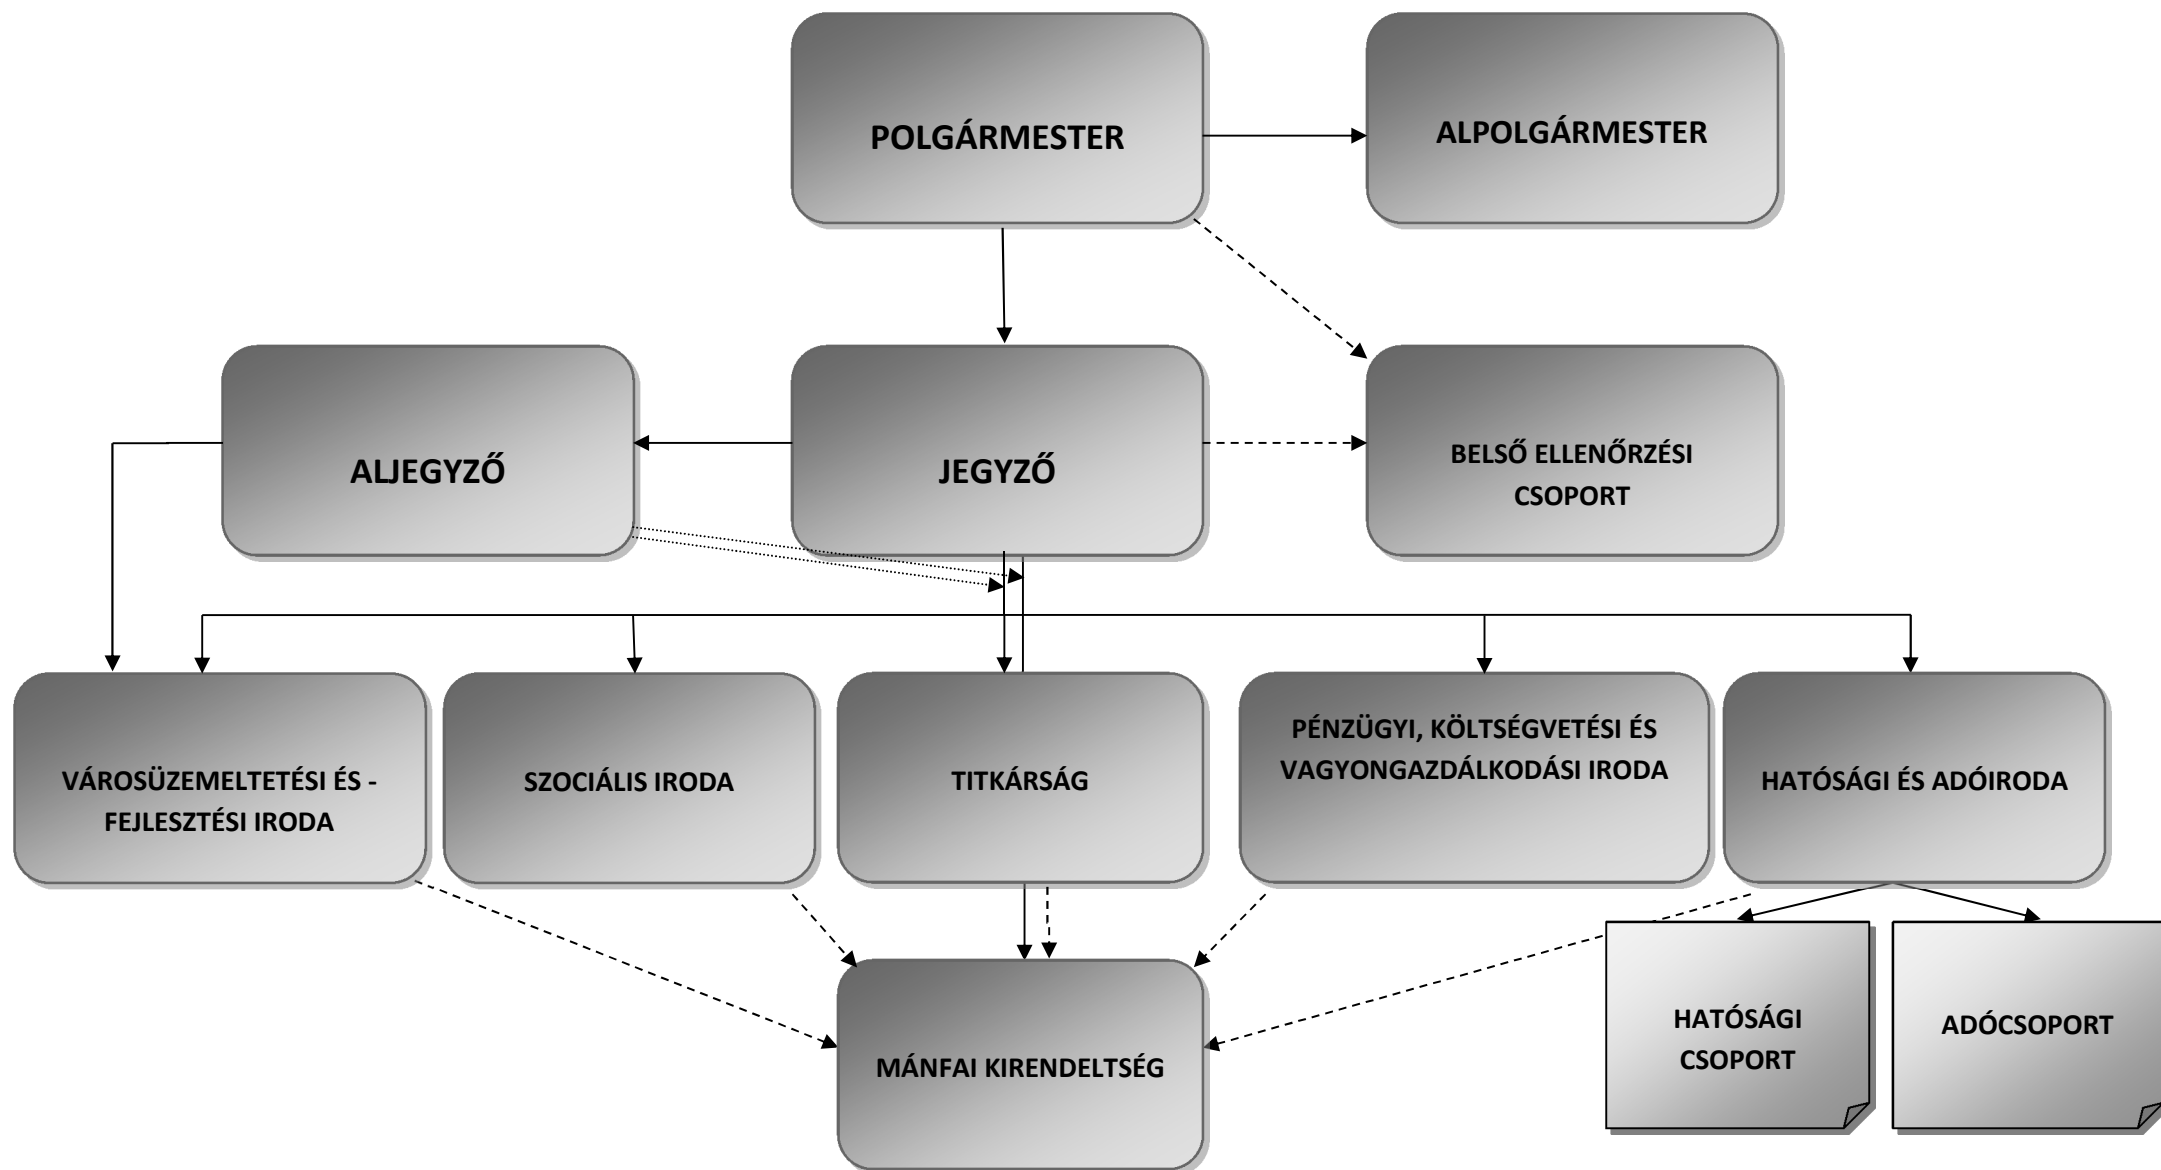 POLGÁRMESTER
ALPOLGÁRMESTER
ALJEGYZŐ
JEGYZŐ
BELSŐ ELLENŐRZÉSI
CSOPORT
VÁROSÜZEMELTETÉSI ÉS -
FEJLESZTÉSI IRODA
SZOCIÁLIS IRODA
TITKÁRSÁG
PÉNZÜGYI, KÖLTSÉGVETÉSI ÉS
VAGYONGAZDÁLKODÁSI IRODA
HATÓSÁGI ÉS ADÓIRODA
MÁNFAI KIRENDELTSÉG
HATÓSÁGI
CSOPORT
ADÓCSOPORT